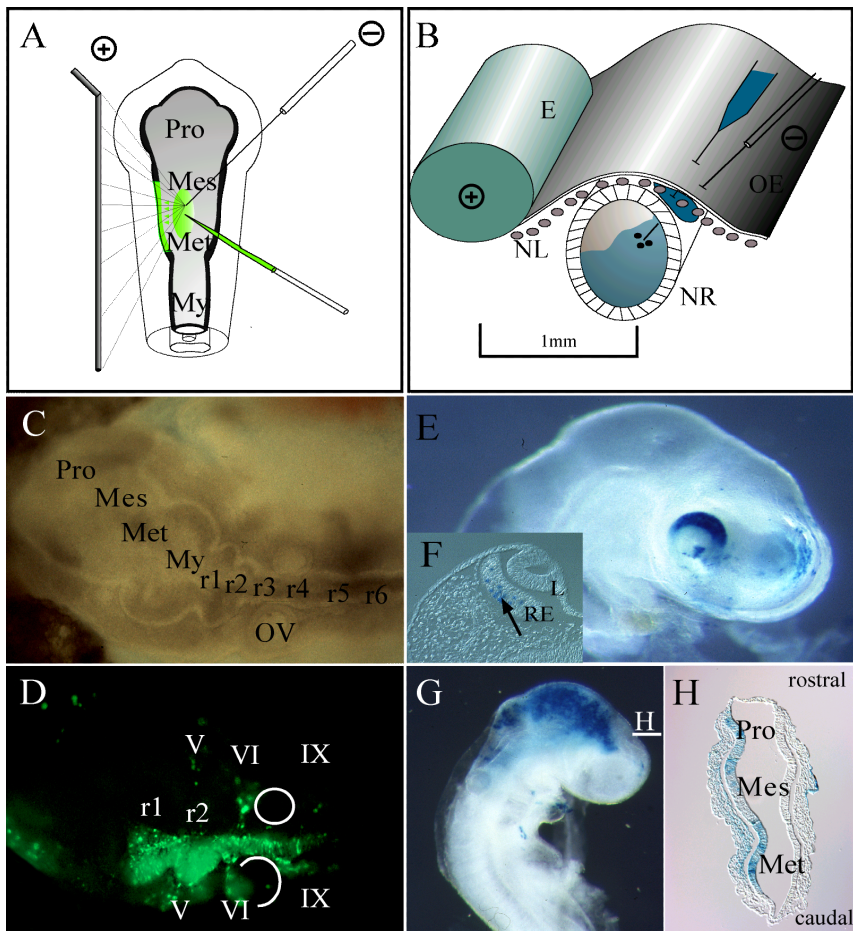 A
+
−
Pro
Mes
Met
My
B
E
+
−
OE
NL
NR
1mm
C
Pro
Mes
Met
My
r1 r2 r3 r4 r5 r6
OV
E
F
L
RE
D
V
VI
IX
r1
r2
V
VI
IX
G
H
H
rostral
Pro
Mes
Met
caudal